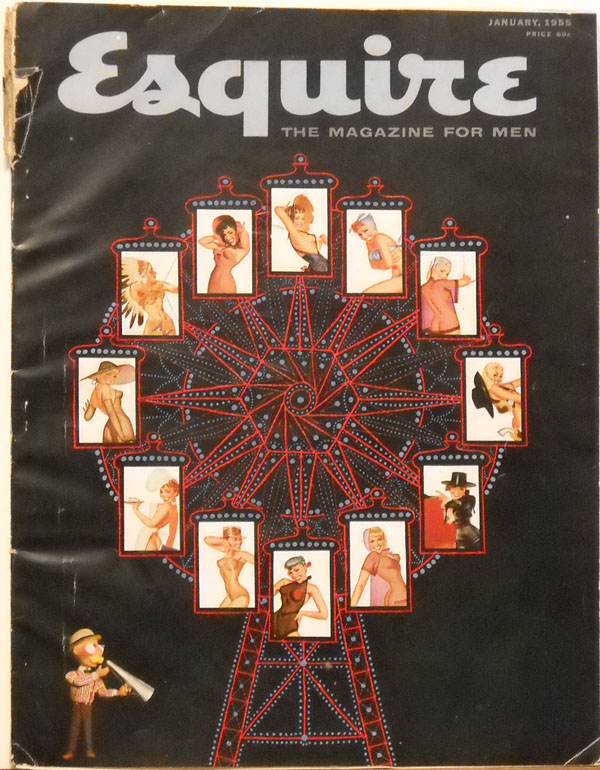 JANUARY, 1955
PRICE 60c
Esquire
THE MAGAZINE FOR MEN